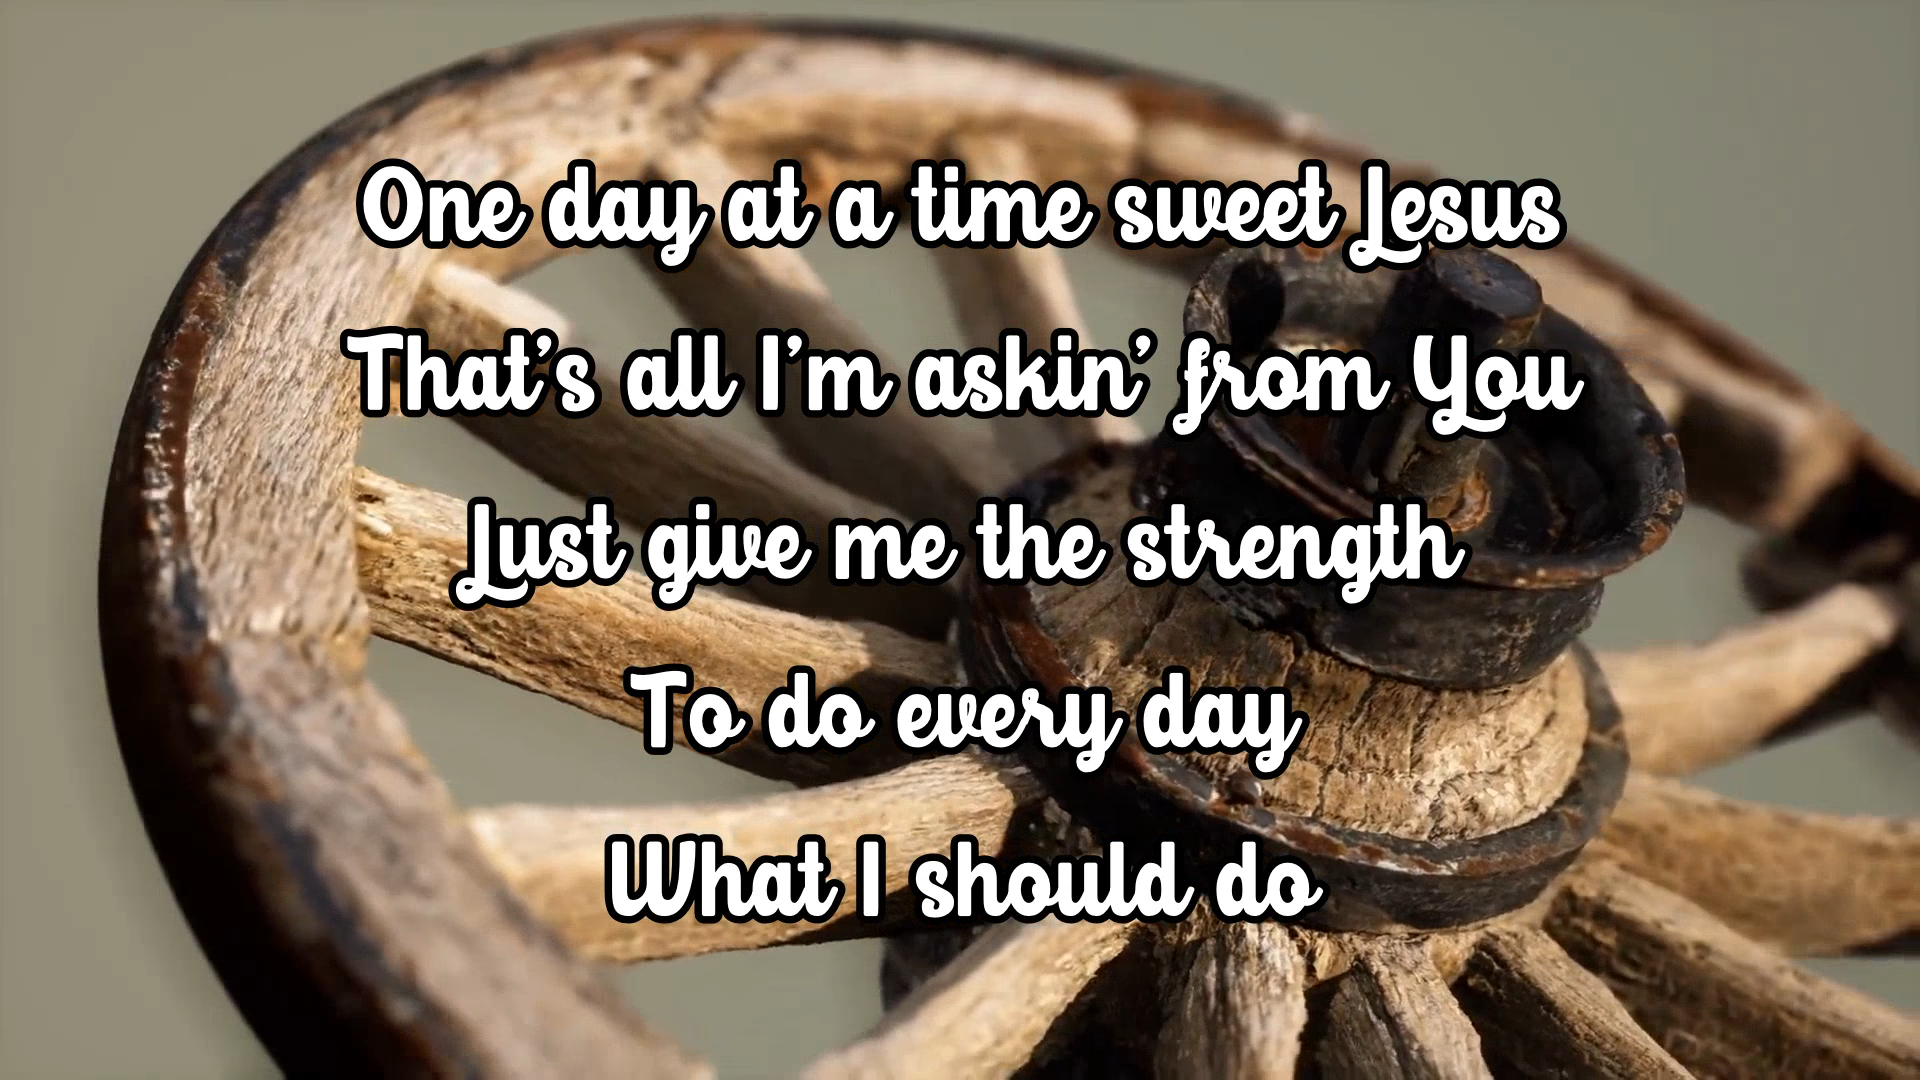 One day at a time sweet Jesus
That’s all I’m askin’ from You
Just give me the strength
To do every day
What I should do